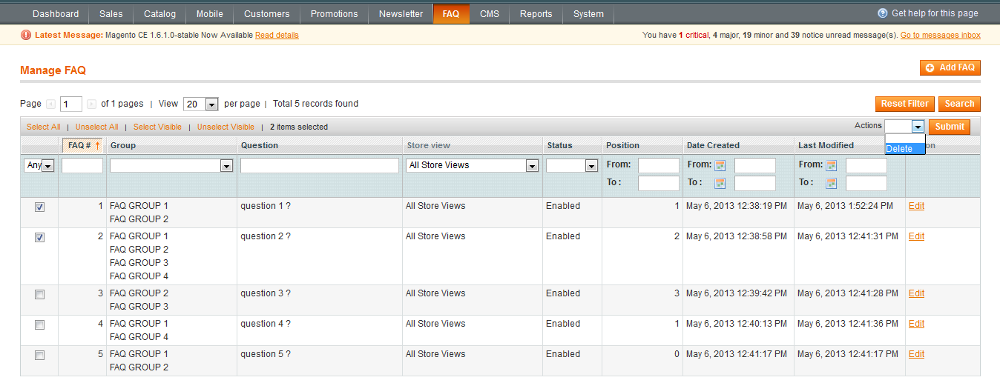 Dashboard Sales Catalog Mobile Customers Promotions Newsletter FAQ CMS Reports System Get help for this page
Latest Message: Magento CE 1.6.1.0-stable Now Available Read details You have 1 critical, 4 major, 19 minor and 39 notice unread message(s). Go to messages inbox
Manage FAQ Add FAQ
Page 1 of 1 pages | View 20 per page | Total 5 records found Reset Filter Search
Select All | Unselect All | Select Visible | Unselect Visible | 2 items selected Actions Submit
FAQ # Group Question Store view Status Position Date Created Last Modified Delete on
Any All Store Views From: From: From:
To : To : To :
1 FAQ GROUP 1 question 1 ? All Store Views Enabled 1 May 6, 2013 12:38:19 PM May 6, 2013 1:52:24 PM Edit
FAQ GROUP 2
2 FAQ GROUP 1 question 2 ? All Store Views Enabled 2 May 6, 2013 12:38:58 PM May 6, 2013 12:41:31 PM Edit
FAQ GROUP 2
FAQ GROUP 3
FAQ GROUP 4
3 FAQ GROUP 2 question 3 ? All Store Views Enabled 3 May 6, 2013 12:39:42 PM May 6, 2013 12:41:28 PM Edit
FAQ GROUP 3
4 FAQ GROUP 1 question 4 ? All Store Views Enabled 1 May 6, 2013 12:40:13 PM May 6, 2013 12:41:36 PM Edit
FAQ GROUP 4
5 FAQ GROUP 1 question 5 ? All Store Views Enabled 0 May 6, 2013 12:41:17 PM May 6, 2013 12:41:17 PM Edit
FAQ GROUP 2